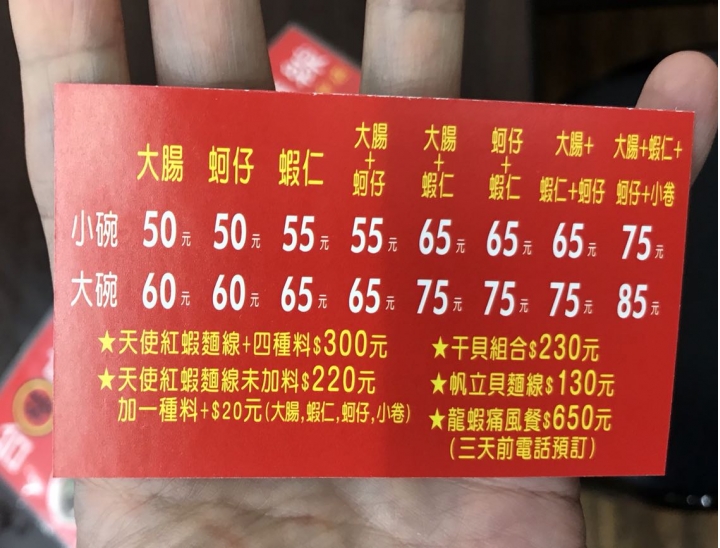 大腸 蚵仔 蝦仁 大腸+蚵仔 大腸+蝦仁 蚵仔+蝦仁 大腸+蝦仁+蚵仔 大腸+蝦仁+蚵仔+小卷
小碗 50元 50元 55元 55元 65元 65元 65元 75元
大碗 60元 60元 65元 65元 75元 75元 75元 85元
★天使紅蝦麵線+四種料$300元
★天使紅蝦麵線未加料$220元
加一種料+$20元(大腸,蝦仁,蚵仔,小卷)
★干貝組合$230元
★帆立貝麵線$130元
★龍蝦痛風餐$650元
(三天前電話預訂)